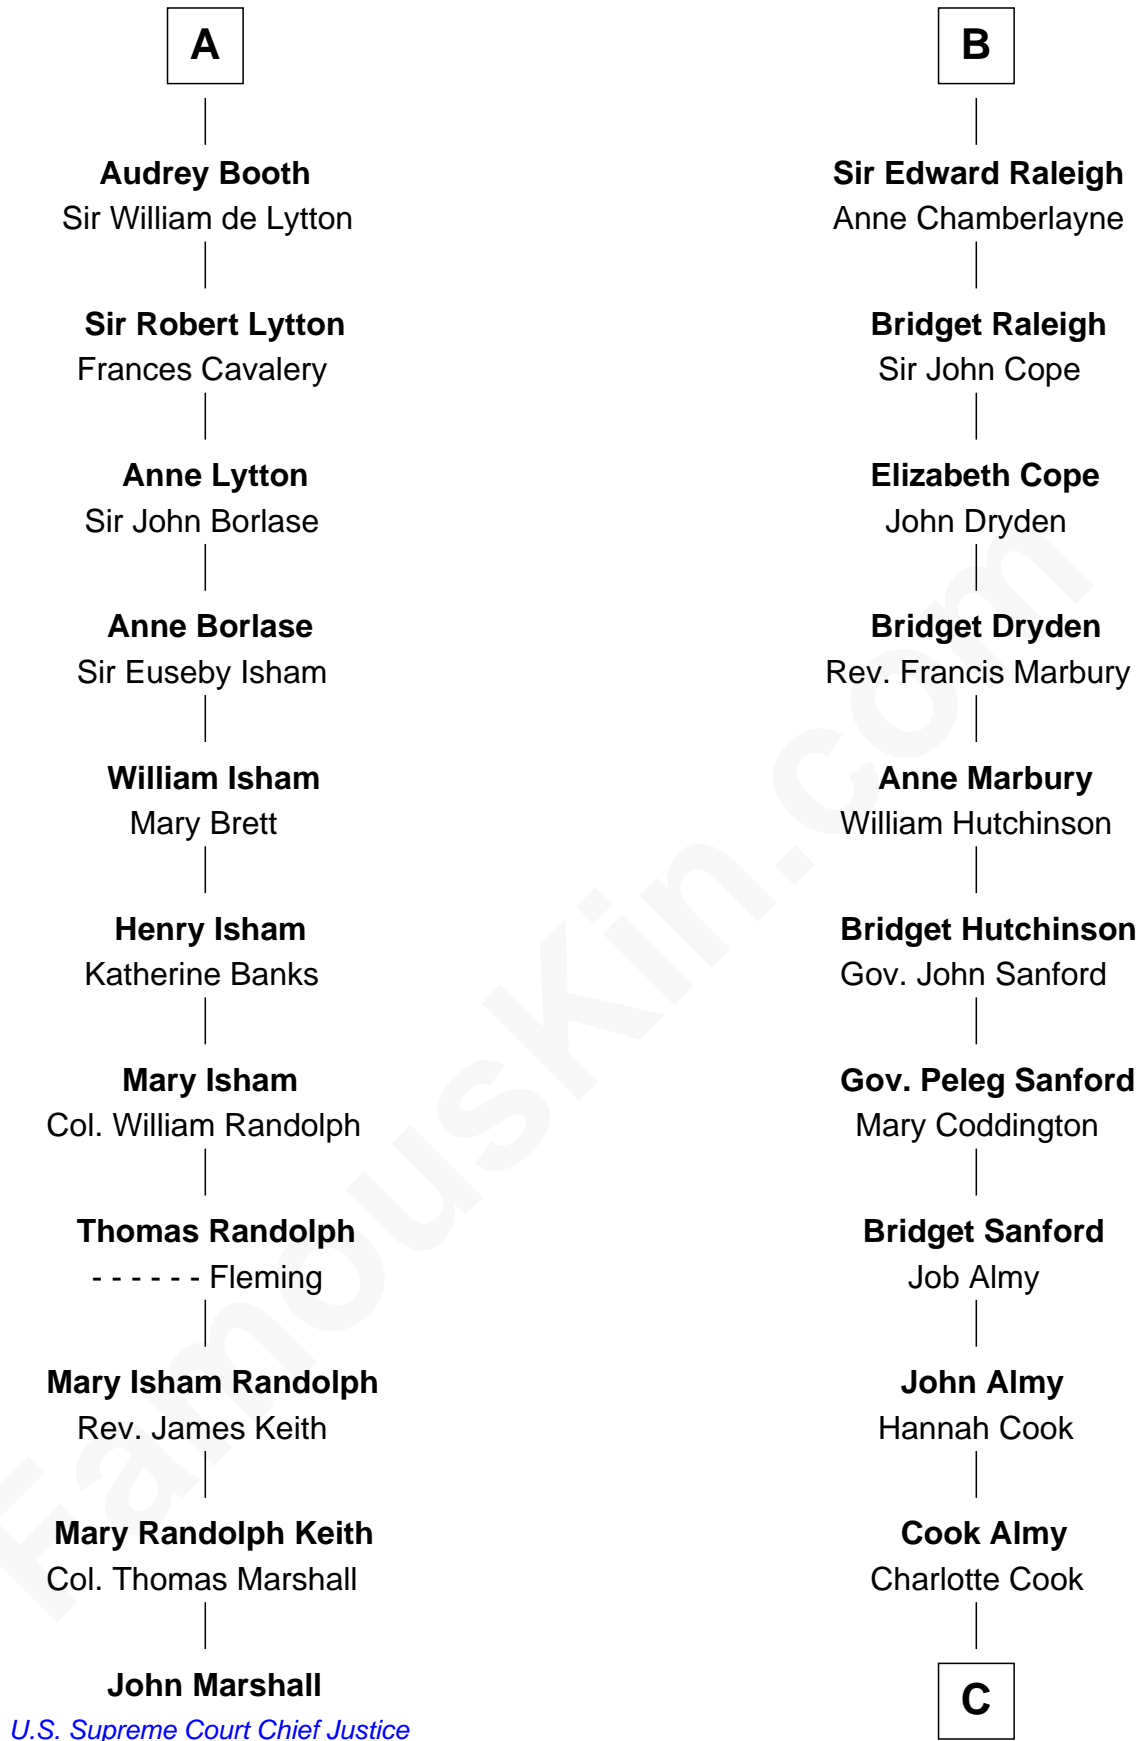 A
Audrey Booth
Sir William de Lytton
Sir Robert Lytton
Frances Cavalery
Anne Lytton
Sir John Borlase
Anne Borlase
Sir Euseby Isham
William Isham
Mary Brett
Henry Isham
Katherine Banks
Mary Isham
Col. William Randolph
Thomas Randolph
- - - - - - Fleming
Mary Isham Randolph
Rev. James Keith
Mary Randolph Keith
Col. Thomas Marshall
John Marshall
U.S. Supreme Court Chief Justice
B
Sir Edward Raleigh
Anne Chamberlayne
Bridget Raleigh
Sir John Cope
Elizabeth Cope
John Dryden
Bridget Dryden
Rev. Francis Marbury
Anne Marbury
William Hutchinson
Bridget Hutchinson
Gov. John Sanford
Gov. Peleg Sanford
Mary Coddington
Bridget Sanford
Job Almy
John Almy
Hannah Cook
Cook Almy
Charlotte Cook
C
FamousKin.com